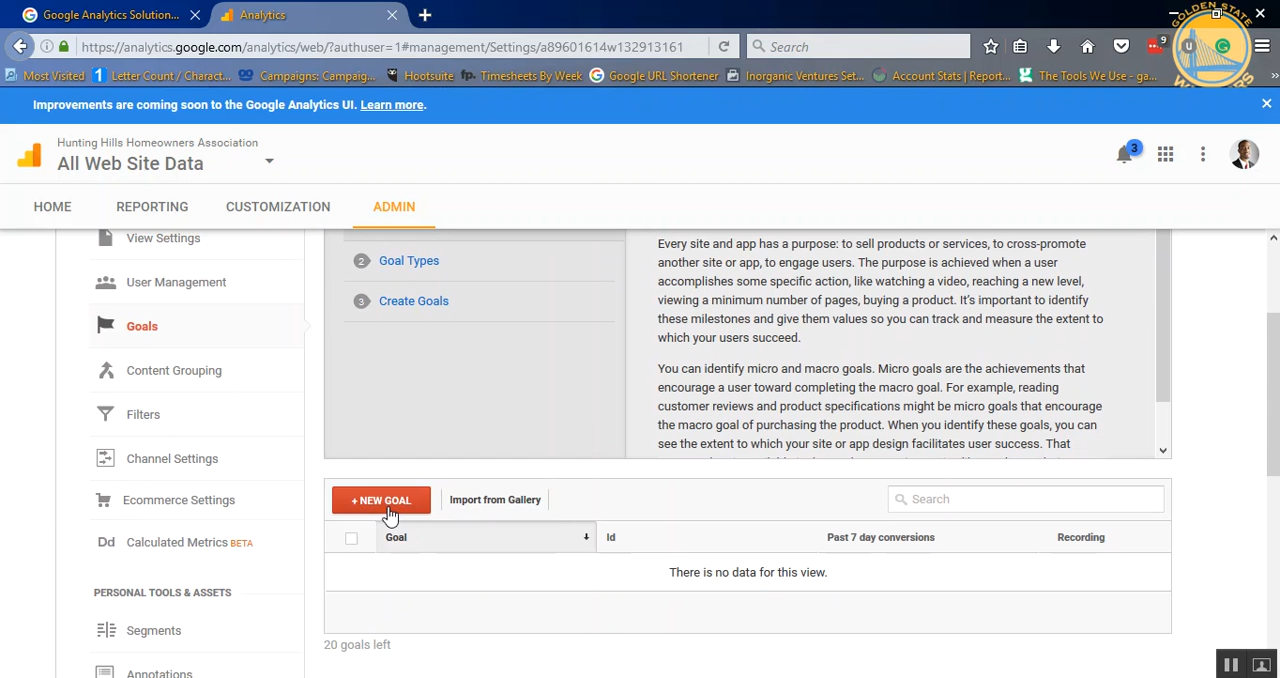 Google Analytics Solution...
Analytics
GOLDEN STATE
WARRIORS
https://analytics.google.com/analytics/web/?authuser=1#management/Settings/a89601614w132913161
Search
9
U
Most Visited
1 Letter Count / Charact...
Campaigns: Campaig...
Hootsuite
fp. Timesheets By Week
Google URL Shortener
Inorganic Ventures Set...
Account Stats | Report...
The Tools We Use - ga...
Improvements are coming soon to the Google Analytics UI. Learn more.
Hunting Hills Homeowners Association
All Web Site Data
3
HOME
REPORTING
CUSTOMIZATION
ADMIN
View Settings
User Management
Goals
Content Grouping
Filters
Channel Settings
Ecommerce Settings
Dd Calculated Metrics BETA
PERSONAL TOOLS & ASSETS
Segments
Annotations
2 Goal Types
3 Create Goals
Every site and app has a purpose: to sell products or services, to cross-promote
another site or app, to engage users. The purpose is achieved when a user
accomplishes some specific action, like watching a video, reaching a new level,
viewing a minimum number of pages, buying a product. It's important to identify
these milestones and give them values so you can track and measure the extent to
which your users succeed.
You can identify micro and macro goals. Micro goals are the achievements that
encourage a user toward completing the macro goal. For example, reading
customer reviews and product specifications might be micro goals that encourage
the macro goal of purchasing the product. When you identify these goals, you can
see the extent to which your site or app design facilitates user success. That
+ NEW GOAL
Import from Gallery
Search
Goal
Id
Past 7 day conversions
Recording
There is no data for this view.
20 goals left